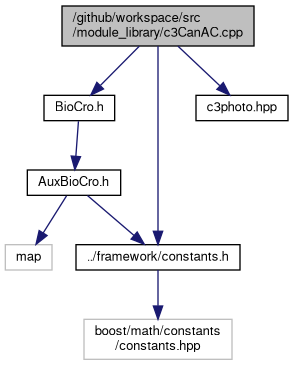 /github/workspace/src
/module_library/c3CanAC.cpp
BioCro.h
c3photo.hpp
AuxBioCro.h
map
../framework/constants.h
boost/math/constants
/constants.hpp